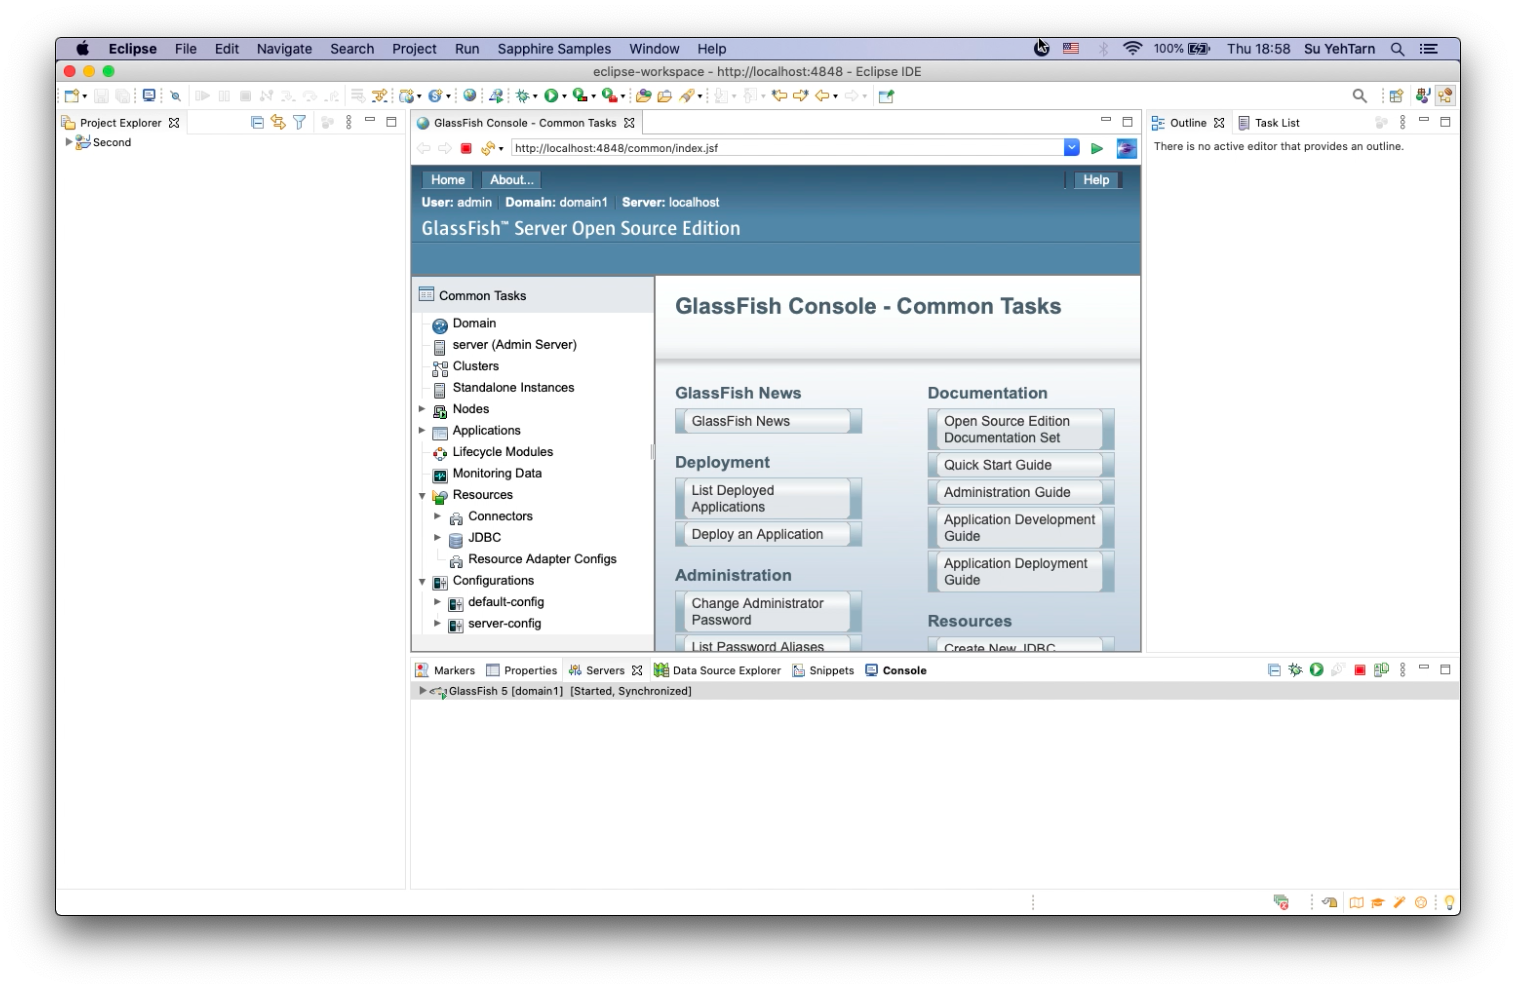 Eclipse File Edit Navigate Search Project Run Sapphire Samples Window Help 100% Thu 18:58 Su YehTarn
eclipse-workspace - http://localhost:4848 - Eclipse IDE
Project Explorer
Second
GlassFish Console - Common Tasks
http://localhost:4848/common/index.jsf
Home About... Help
User: admin Domain: domain1 Server: localhost
GlassFish™ Server Open Source Edition
Common Tasks
Domain
server (Admin Server)
Clusters
Standalone Instances
Nodes
Applications
Lifecycle Modules
Monitoring Data
Resources
Connectors
JDBC
Resource Adapter Configs
Configurations
default-config
server-config
GlassFish Console - Common Tasks
GlassFish News
GlassFish News
Deployment
List Deployed
Applications
Deploy an Application
Administration
Change Administrator
Password
List Password Aliases
Documentation
Open Source Edition
Documentation Set
Quick Start Guide
Administration Guide
Application Development
Guide
Application Deployment
Guide
Resources
Create New JDBC
Outline Task List
There is no active editor that provides an outline.
Markers Properties Servers Data Source Explorer Snippets Console
GlassFish 5 [domain1] [Started, Synchronized]